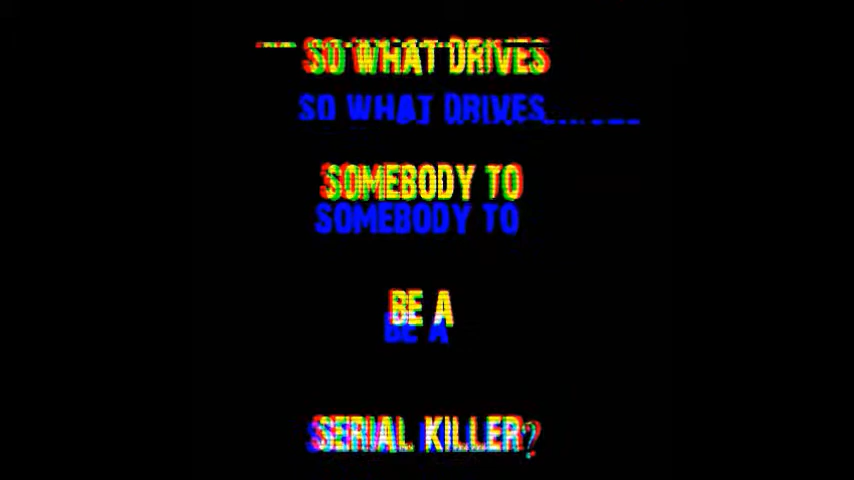 SO WHAT DRIVES
SO WHAT DRIVES
SOMEBODY TO
SOMEBODY TO
BE A
BE A
SERIAL KILLER?